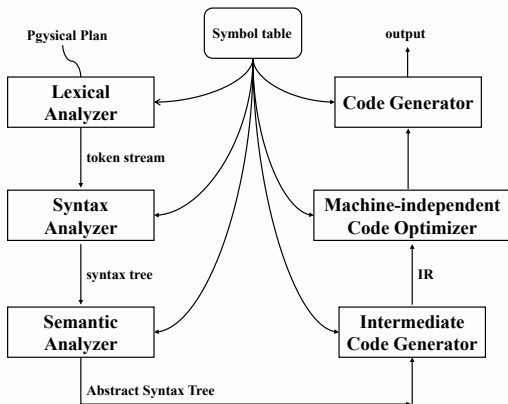 Pgysical Plan
Symbol table
output
Lexical
Analyzer
Code Generator
token stream
Syntax
Analyzer
Machine-independent
Code Optimizer
syntax tree
IR
Semantic
Analyzer
Intermediate
Code Generator
Abstract Syntax Tree